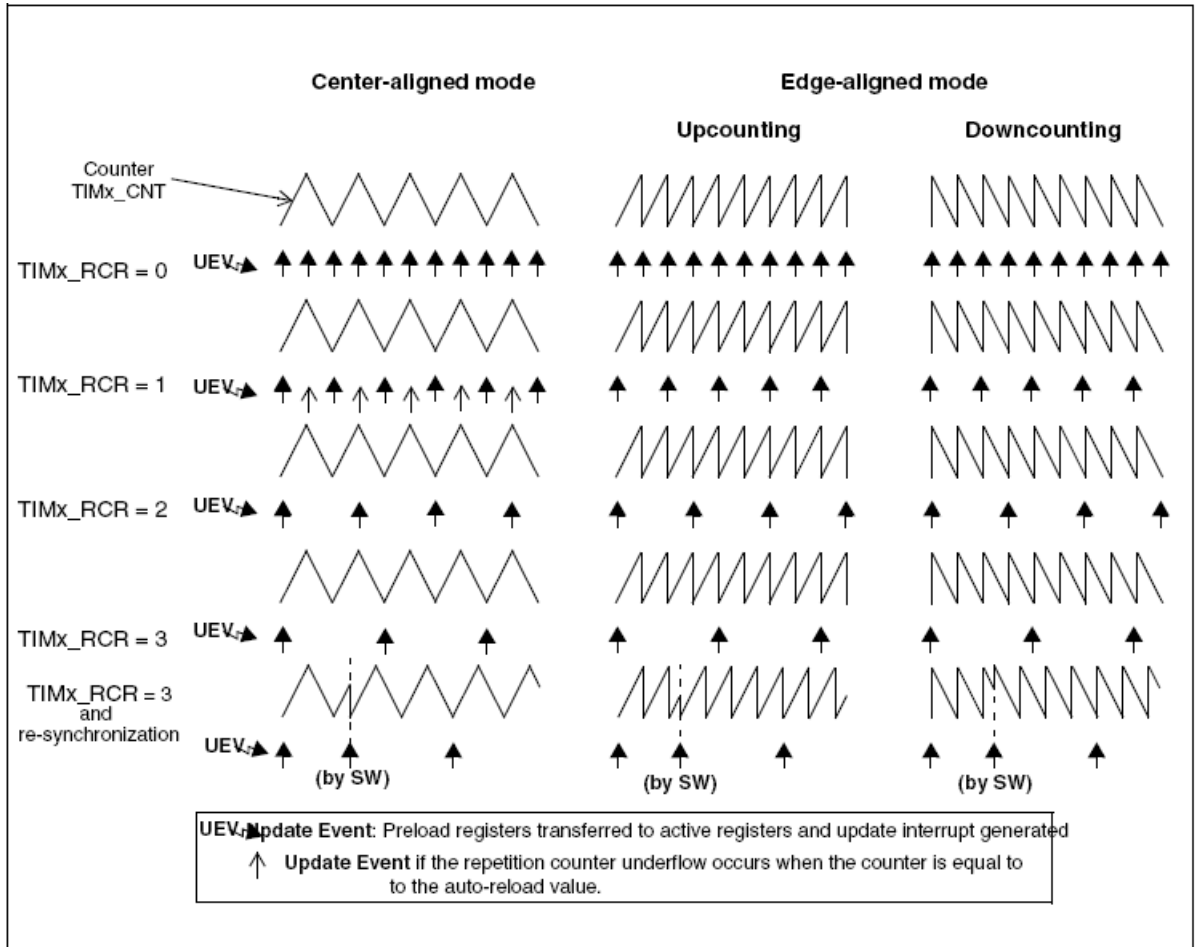 Center-aligned mode
Edge-aligned mode
Upcounting
Downcounting
Counter
TIMx_CNT
TIMx_RCR = 0
UEV
TIMx_RCR = 1
UEV
TIMx_RCR = 2
UEV
TIMx_RCR = 3
UEV
TIMx_RCR = 3
and
re-synchronization
UEV
(by SW)
(by SW)
(by SW)
UEV Update Event: Preload registers transferred to active registers and update interrupt generated
Update Event if the repetition counter underflow occurs when the counter is equal to
to the auto-reload value.